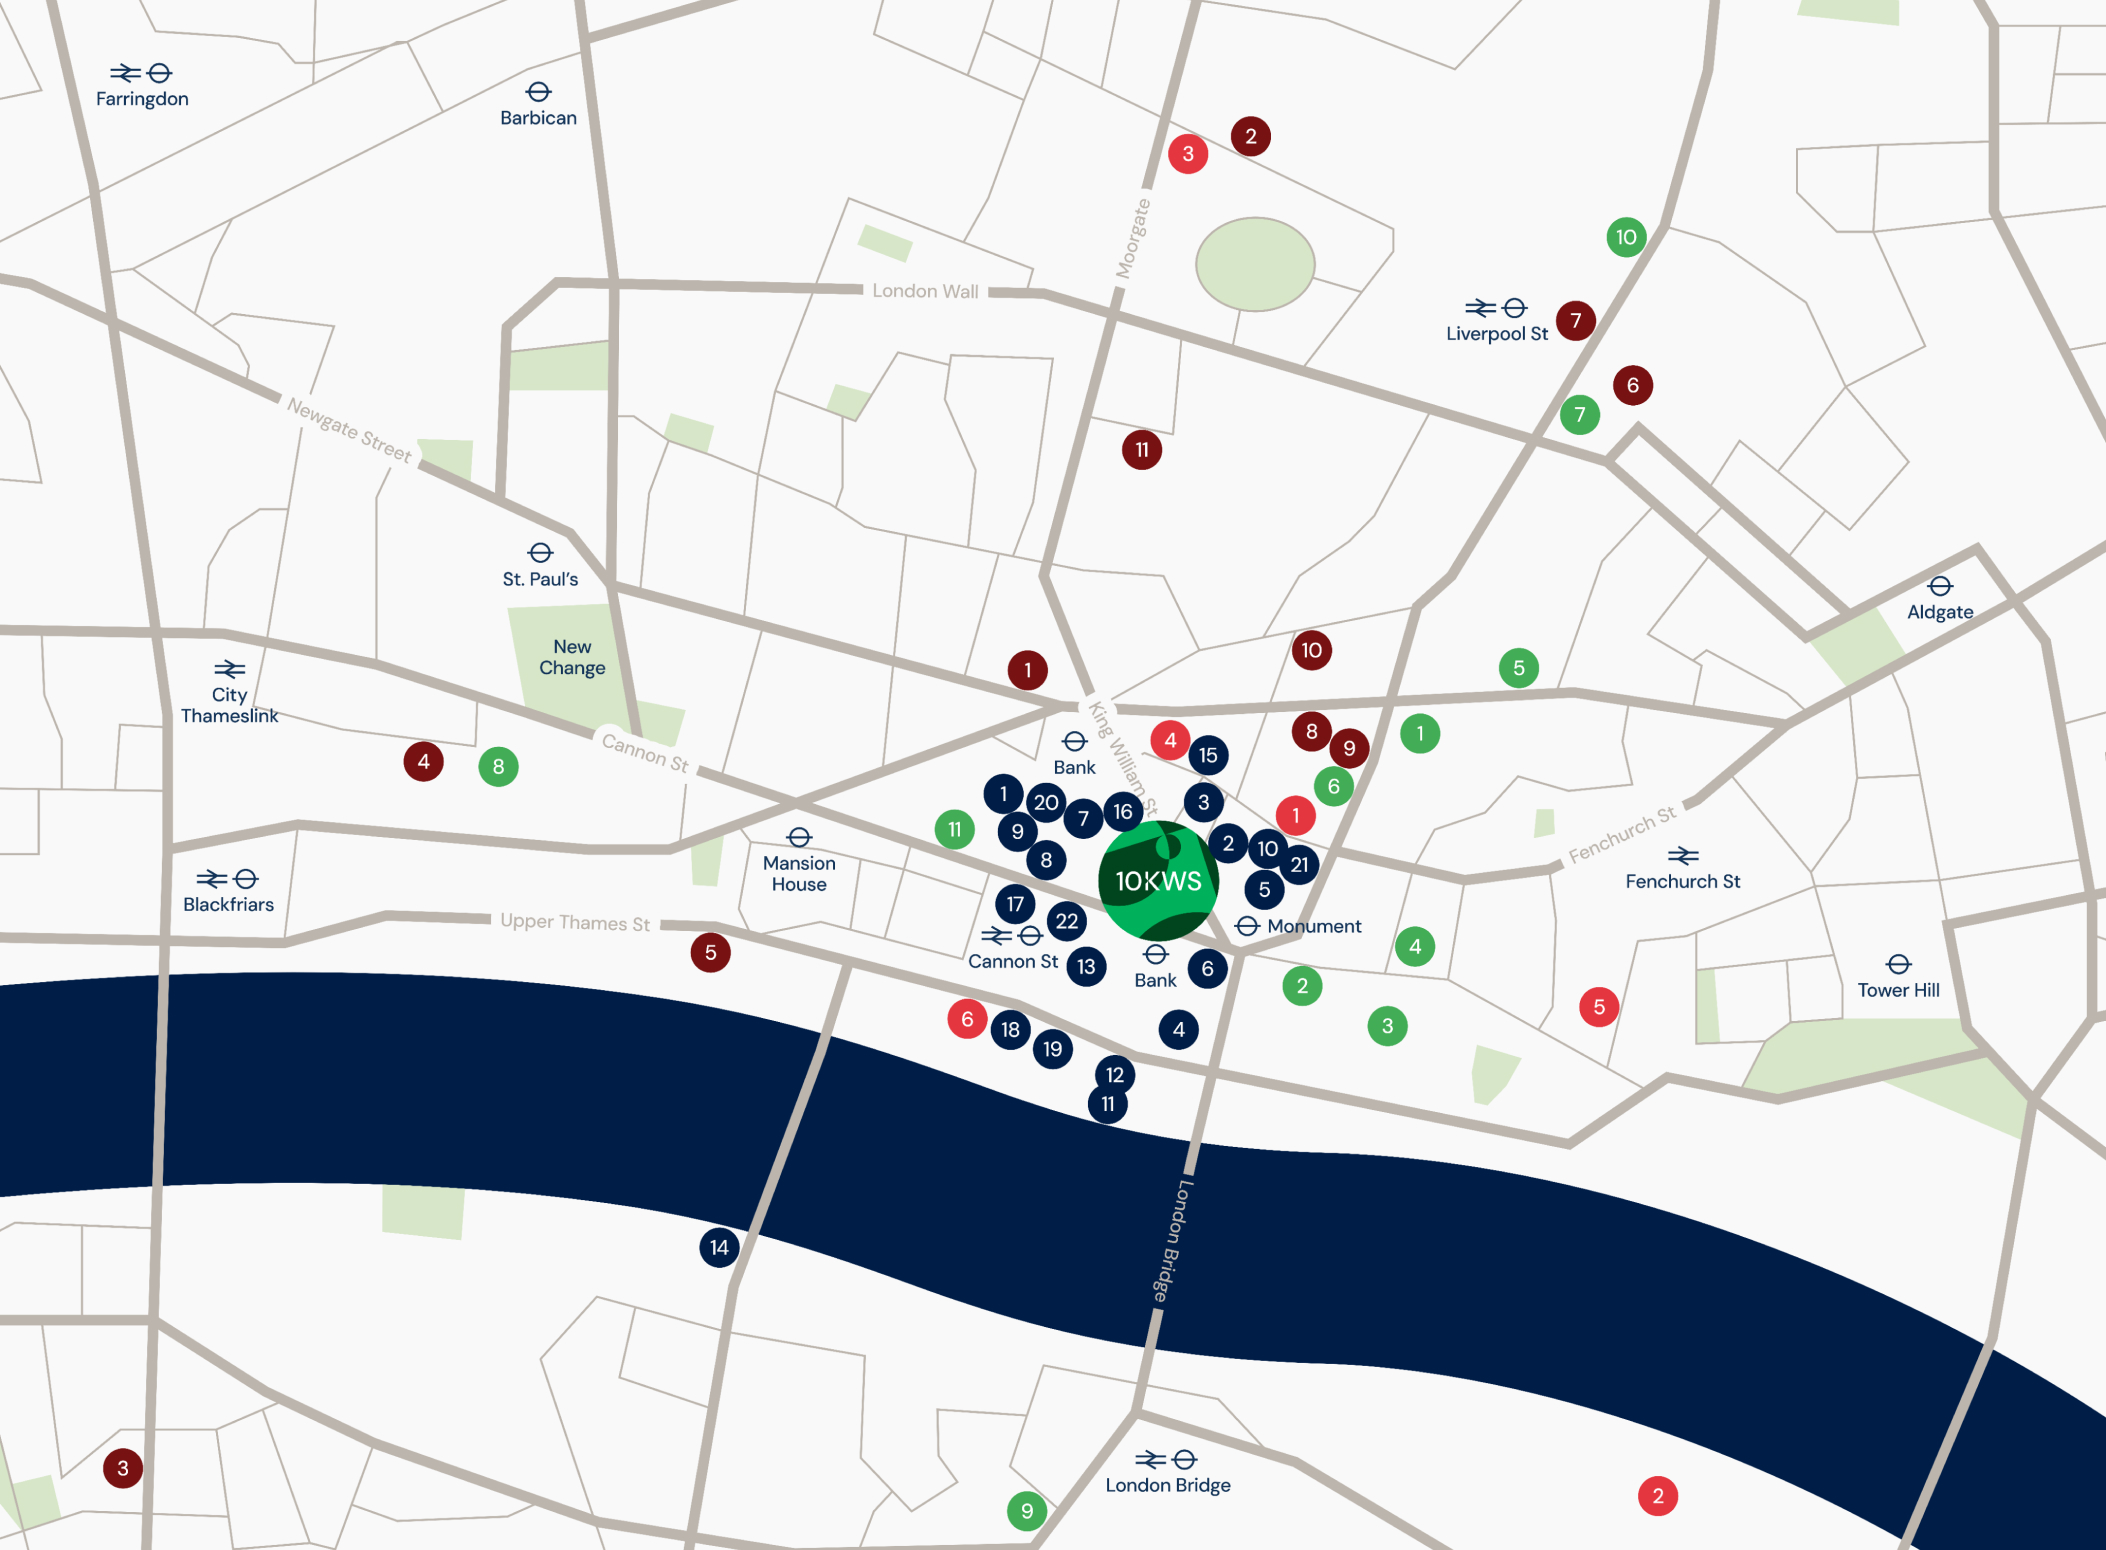 Farringdon
Barbican
3
2
Moorgate
10
London Wall
Liverpool St
7
6
7
Newgate Street
11
St. Paul's
Aldgate
New
Change
1
10
5
City
Thameslink
Cannon St
King William St
4
8
Bank
4
15
8
9
1
6
1
20
7
16
3
1
11
9
8
2
10
21
5
10KWS
Mansion
House
Fenchurch St
Fenchurch St
Blackfriars
Upper Thames St
5
17
22
Cannon St
13
Monument
Bank
6
4
2
3
5
Tower Hill
6
18
19
4
12
11
14
London Bridge
3
London Bridge
9
2